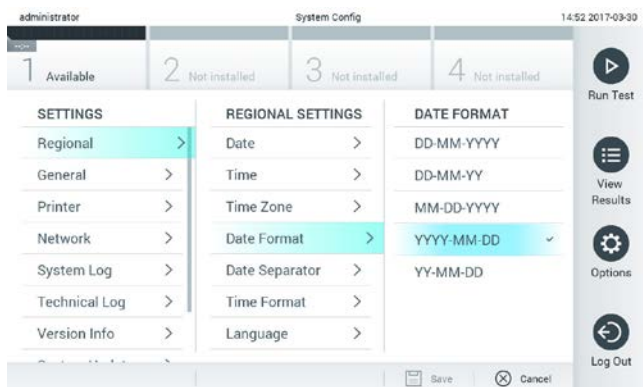 administrator System Config 14:52 2017-03-30
--:--
1 Available 2 Not installed 3 Not installed 4 Not installed
Run Test
SETTINGS REGIONAL SETTINGS DATE FORMAT
Regional Date DD-MM-YYYY
General Time DD-MM-YY
View
Results
Printer Time Zone MM-DD-YYYY
Network Date Format YYYY-MM-DD
System Log Date Separator YY-MM-DD
Options
Technical Log Time Format
Version Info Language
Log Out
Save Cancel